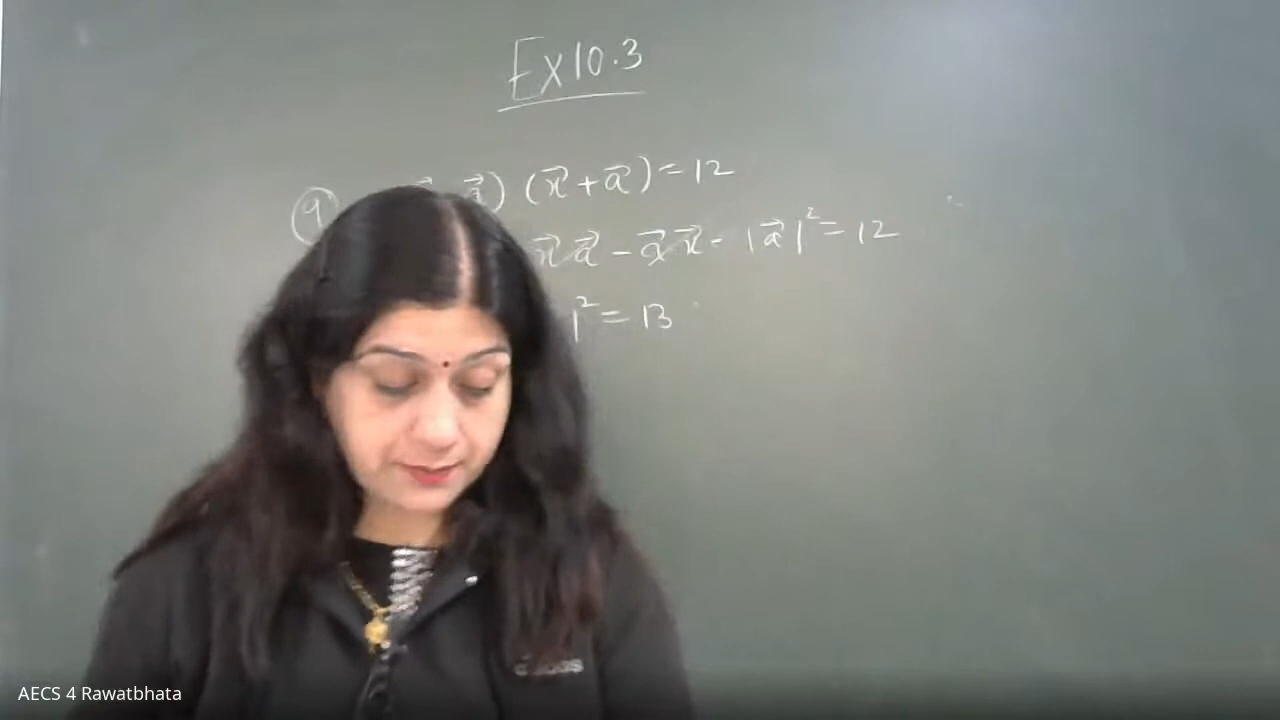 Ex 10.3
9 a⃗) (x⃗ + a⃗) = 12
x⃗ a⃗ - a⃗ x⃗ - |a⃗|² = 12
|² = 13
AECS 4 Rawatbhata